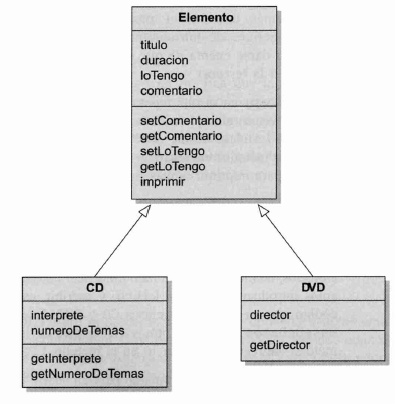 Elemento
titulo
duracion
loTengo
comentario
setComentario
getComentario
setLoTengo
getLoTengo
imprimir
CD
interprete
numeroDeTemas
getInterprete
getNumeroDeTemas
DVD
director
getDirector